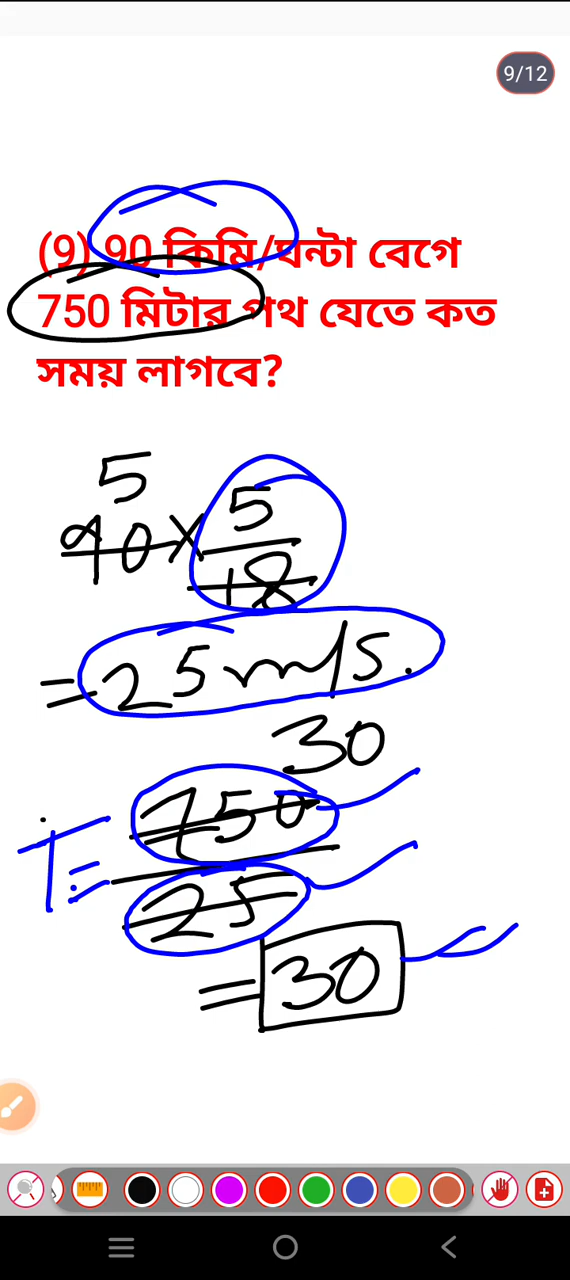 9/12
(9) 90 কিমি/ঘন্টা বেগে
750 মিটার পথ যেতে কত
সময় লাগবে?
5
90 × 5
18
= 25 m/s.
30
T = 750
25
= 30